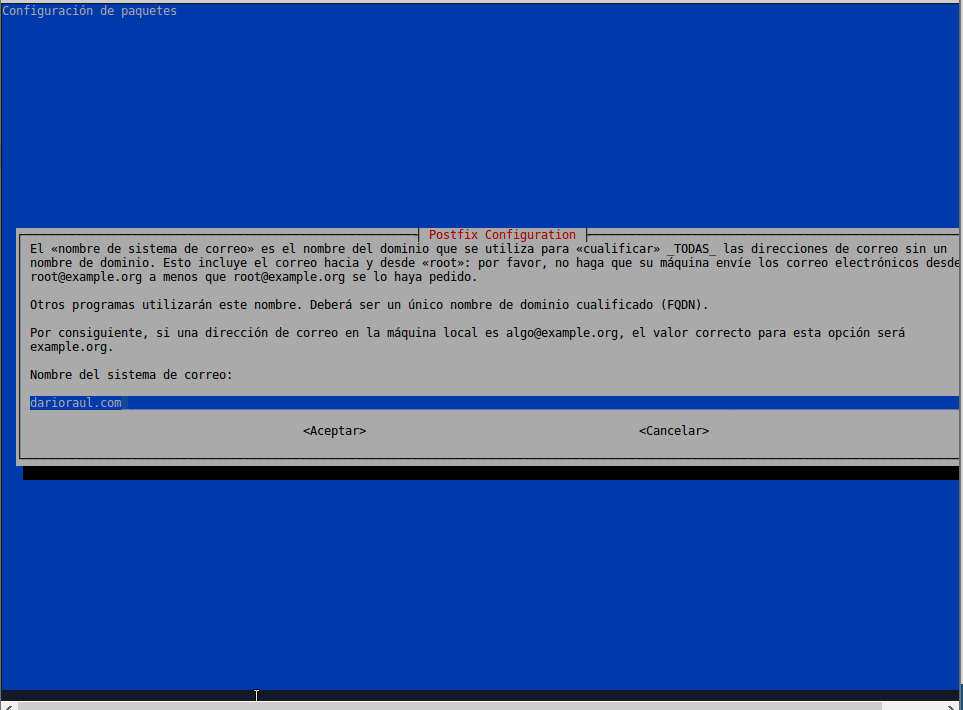 Configuración de paquetes
Postfix Configuration
El «nombre de sistema de correo» es el nombre del dominio que se utiliza para «cualificar» _TODAS_ las direcciones de correo sin un
nombre de dominio. Esto incluye el correo hacia y desde «root»: por favor, no haga que su máquina envíe los correo electrónicos desde
root@example.org a menos que root@example.org se lo haya pedido.
Otros programas utilizarán este nombre. Deberá ser un único nombre de dominio cualificado (FQDN).
Por consiguiente, si una dirección de correo en la máquina local es algo@example.org, el valor correcto para esta opción será
example.org.
Nombre del sistema de correo:
darioraul.com
<Aceptar> <Cancelar>